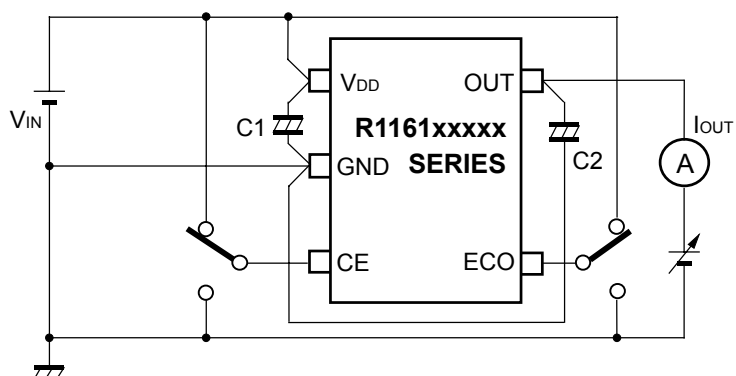 VDD
OUT
VIN
C1
R1161xxxxx
IOUT
GND
SERIES
C2
A
CE
ECO